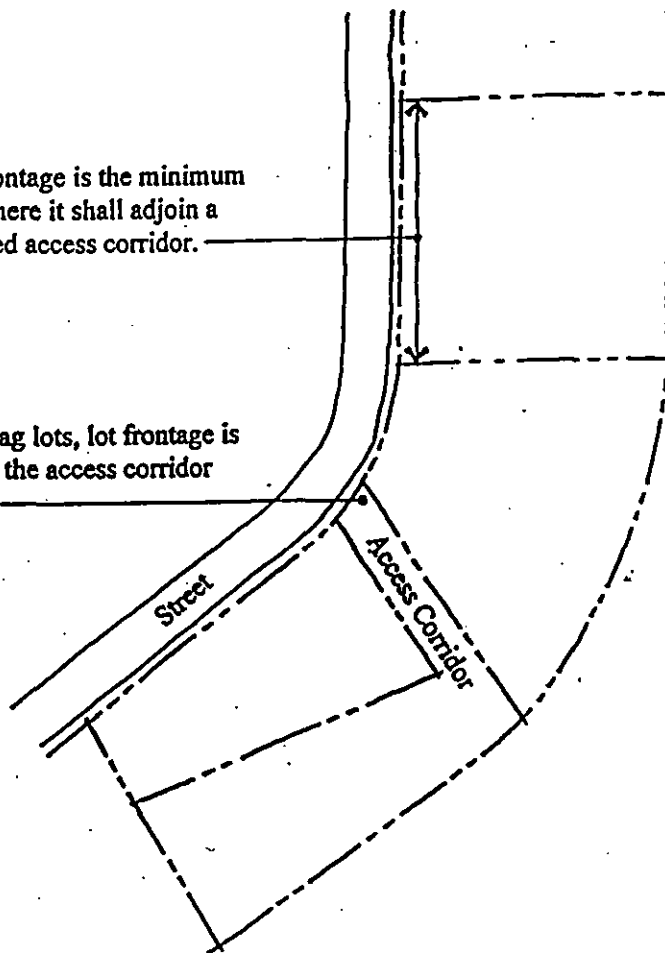 ontage is the minimum
here it shall adjoin a
ed access corridor.
ag lots, lot frontage is
the access corridor
Street
Access Corridor